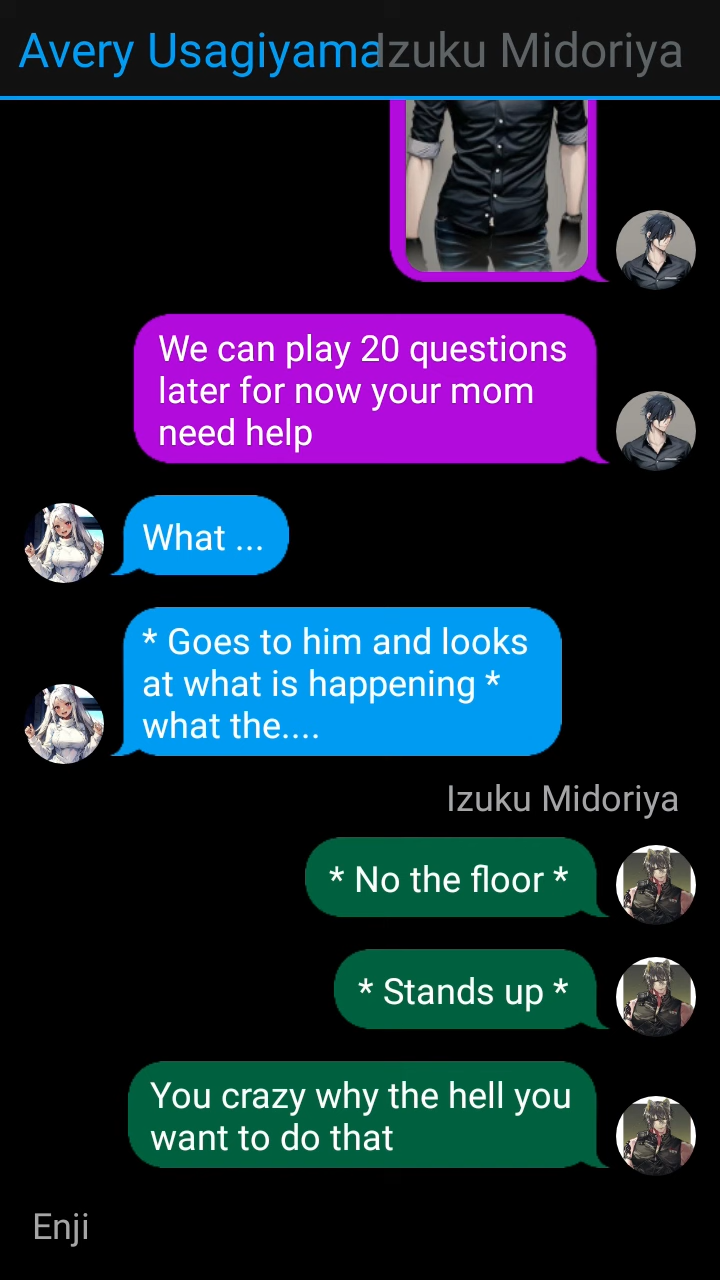 Avery Usagiyama
Izuku Midoriya
We can play 20 questions
later for now your mom
need help
What ...
* Goes to him and looks
at what is happening *
what the....
Izuku Midoriya
* No the floor *
* Stands up *
You crazy why the hell you
want to do that
Enji